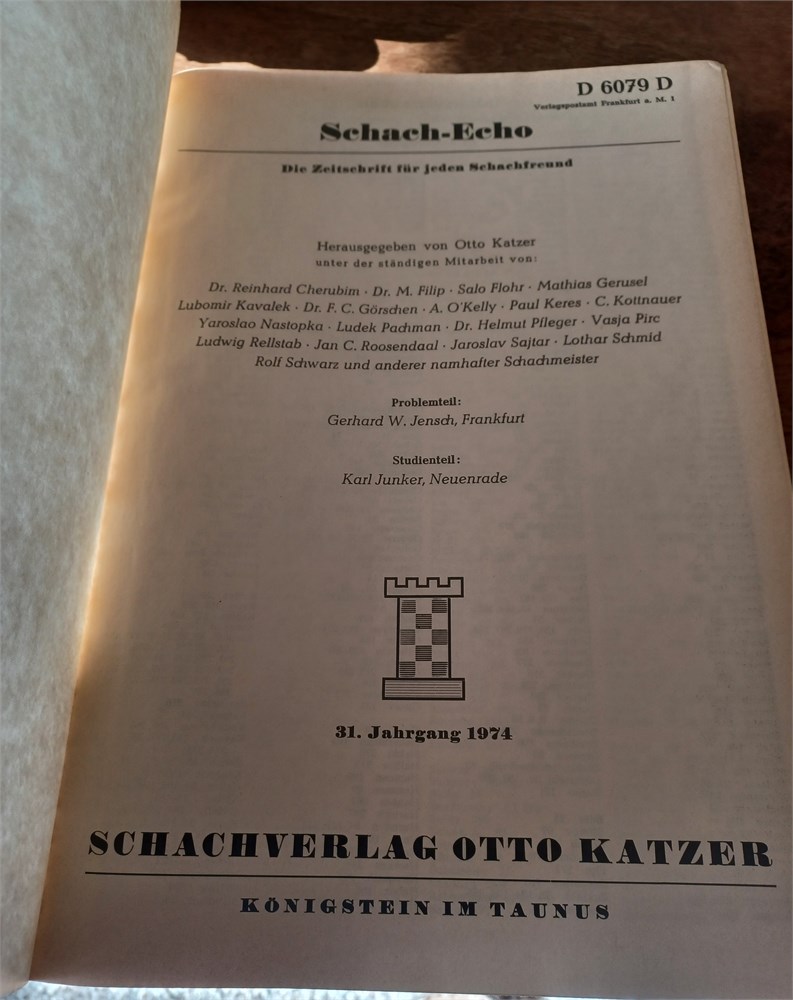 D 6079 D
Verlagspostamt Frankfurt a. M. 1
Schach-Echo
Die Zeitschrift für jeden Schachfreund
Herausgegeben von Otto Katzer
unter der ständigen Mitarbeit von:
Dr. Reinhard Cherubim · Dr. M. Filip · Salo Flohr · Mathias Gerusel
Lubomir Kavalek · Dr. F. C. Görschen · A. O'Kelly · Paul Keres · C. Kottnauer
Yaroslao Nastopka · Ludek Pachman · Dr. Helmut Pfleger · Vasja Pirc
Ludwig Rellstab · Jan C. Roosendaal · Jaroslav Sajtar · Lothar Schmid
Rolf Schwarz und anderer namhafter Schachmeister
Problemteil:
Gerhard W. Jensch, Frankfurt
Studienteil:
Karl Junker, Neuenrade
31. Jahrgang 1974
SCHACHVERLAG OTTO KATZER
KÖNIGSTEIN IM TAUNUS